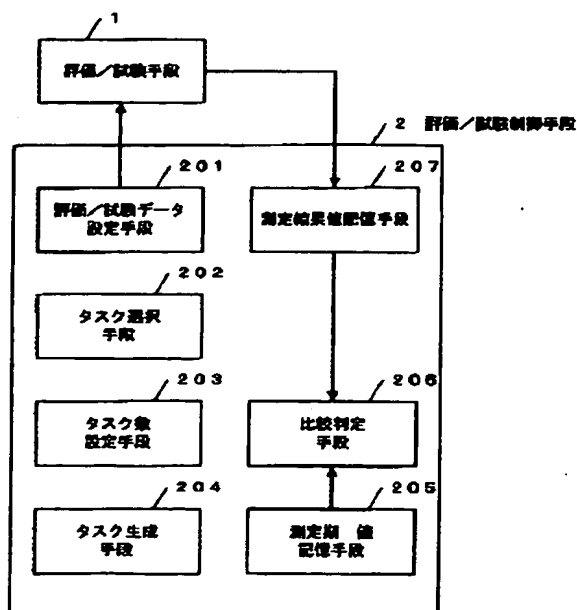 1
評価/試験手段
2 評価/試験制御手段
201
評価/試験データ
設定手段
207
測定結果値記憶手段
202
タスク選択
手段
203
タスク数
設定手段
206
比較判定
手段
204
タスク生成
手段
205
測定期 値
記憶手段